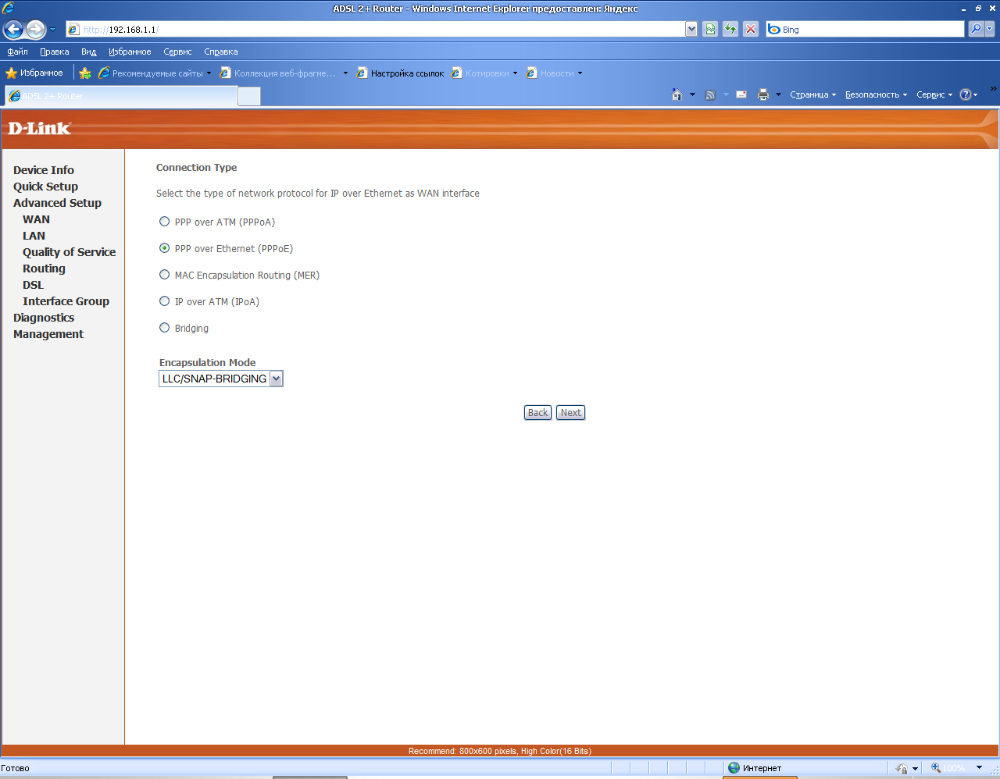 ADSL 2+ Router - Windows Internet Explorer предоставлен: Яндекс
http://192.168.1.1/
Bing
Файл Правка Вид Избранное Сервис Справка
Избранное Рекомендуемые сайты Коллекция веб-фрагме... Настройка ссылок Котировки Новости
ADSL 2+ Router
Страница Безопасность Сервис
D-Link
Device Info
Quick Setup
Advanced Setup
WAN
LAN
Quality of Service
Routing
DSL
Interface Group
Diagnostics
Management
Connection Type
Select the type of network protocol for IP over Ethernet as WAN interface
PPP over ATM (PPPoA)
PPP over Ethernet (PPPoE)
MAC Encapsulation Routing (MER)
IP over ATM (IPoA)
Bridging
Encapsulation Mode
LLC/SNAP-BRIDGING
Back Next
Recommend: 800x600 pixels, High Color(16 Bits)
Готово Интернет 100%